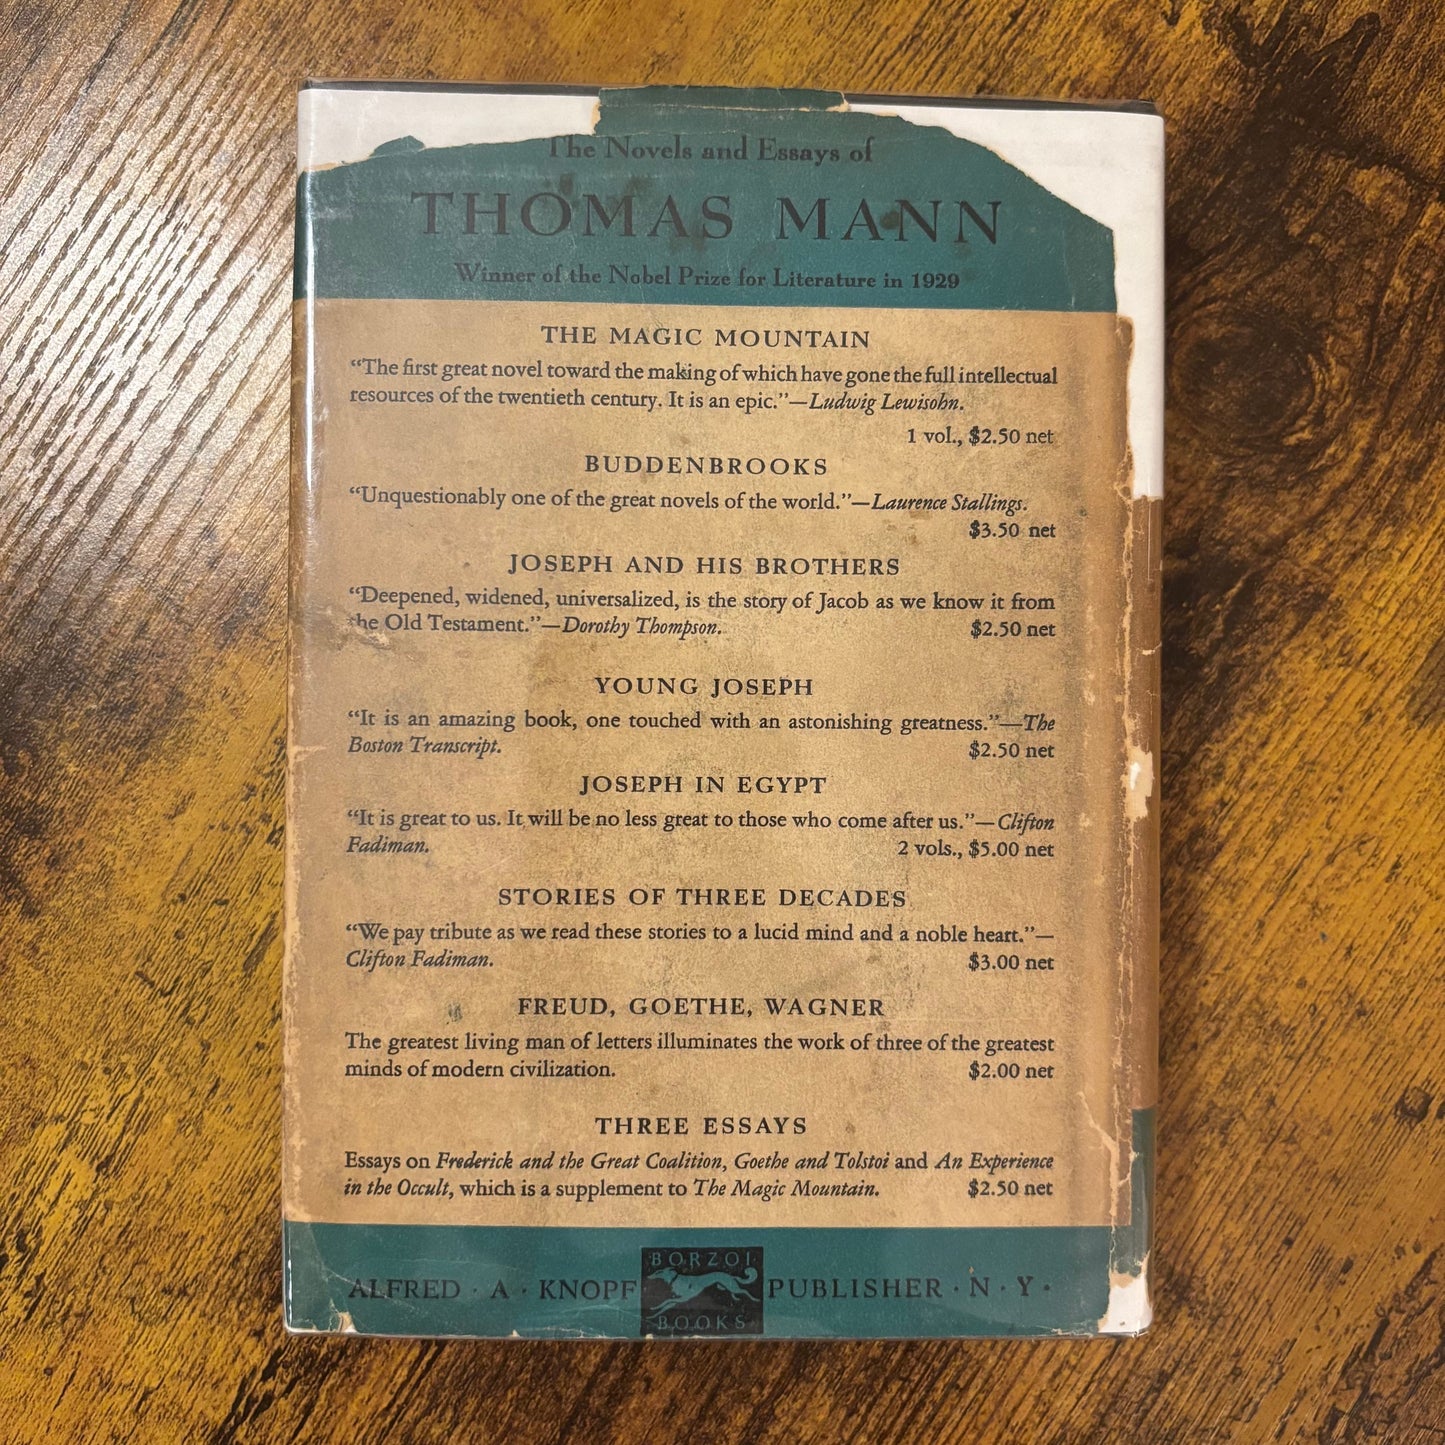 The Novels and Essays of
THOMAS MANN
Winner of the Nobel Prize for Literature in 1929
THE MAGIC MOUNTAIN
“The first great novel toward the making of which have gone the full intellectual
resources of the twentieth century. It is an epic.”—Ludwig Lewisohn.
1 vol., $2.50 net
BUDDENBROOKS
“Unquestionably one of the great novels of the world.”—Laurence Stallings.
$3.50 net
JOSEPH AND HIS BROTHERS
“Deepened, widened, universalized, is the story of Jacob as we know it from
the Old Testament.”—Dorothy Thompson. $2.50 net
YOUNG JOSEPH
“It is an amazing book, one touched with an astonishing greatness.”—The
Boston Transcript. $2.50 net
JOSEPH IN EGYPT
“It is great to us. It will be no less great to those who come after us.”—Clifton
Fadiman. 2 vols., $5.00 net
STORIES OF THREE DECADES
“We pay tribute as we read these stories to a lucid mind and a noble heart.”—
Clifton Fadiman. $3.00 net
FREUD, GOETHE, WAGNER
The greatest living man of letters illuminates the work of three of the greatest
minds of modern civilization. $2.00 net
THREE ESSAYS
Essays on Frederick and the Great Coalition, Goethe and Tolstoi and An Experience
in the Occult, which is a supplement to The Magic Mountain. $2.50 net
ALFRED · A · KNOPF BORZOI BOOKS PUBLISHER · N · Y ·